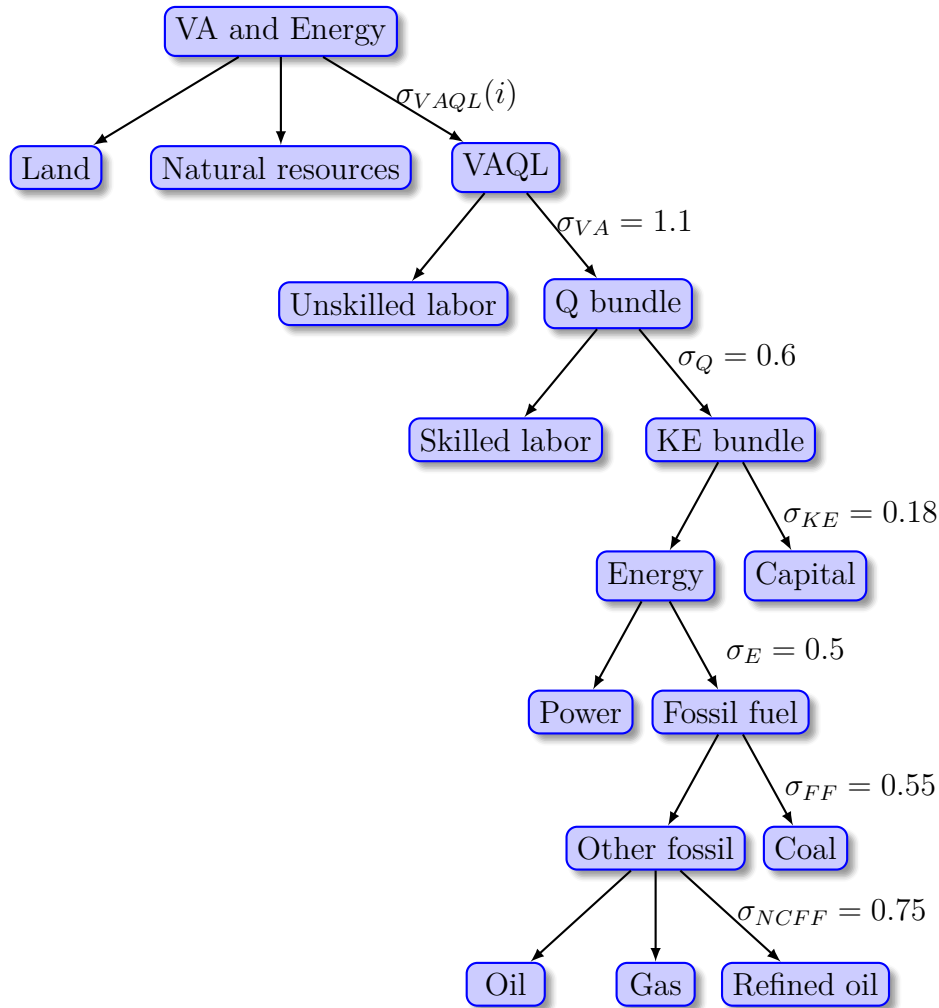 VA and Energy
σ_{VAQL}(i)
Land
Natural resources
VAQL
σ_{VA} = 1.1
Unskilled labor
Q bundle
σ_Q = 0.6
Skilled labor
KE bundle
σ_{KE} = 0.18
Energy
Capital
σ_E = 0.5
Power
Fossil fuel
σ_{FF} = 0.55
Other fossil
Coal
σ_{NCFF} = 0.75
Oil
Gas
Refined oil